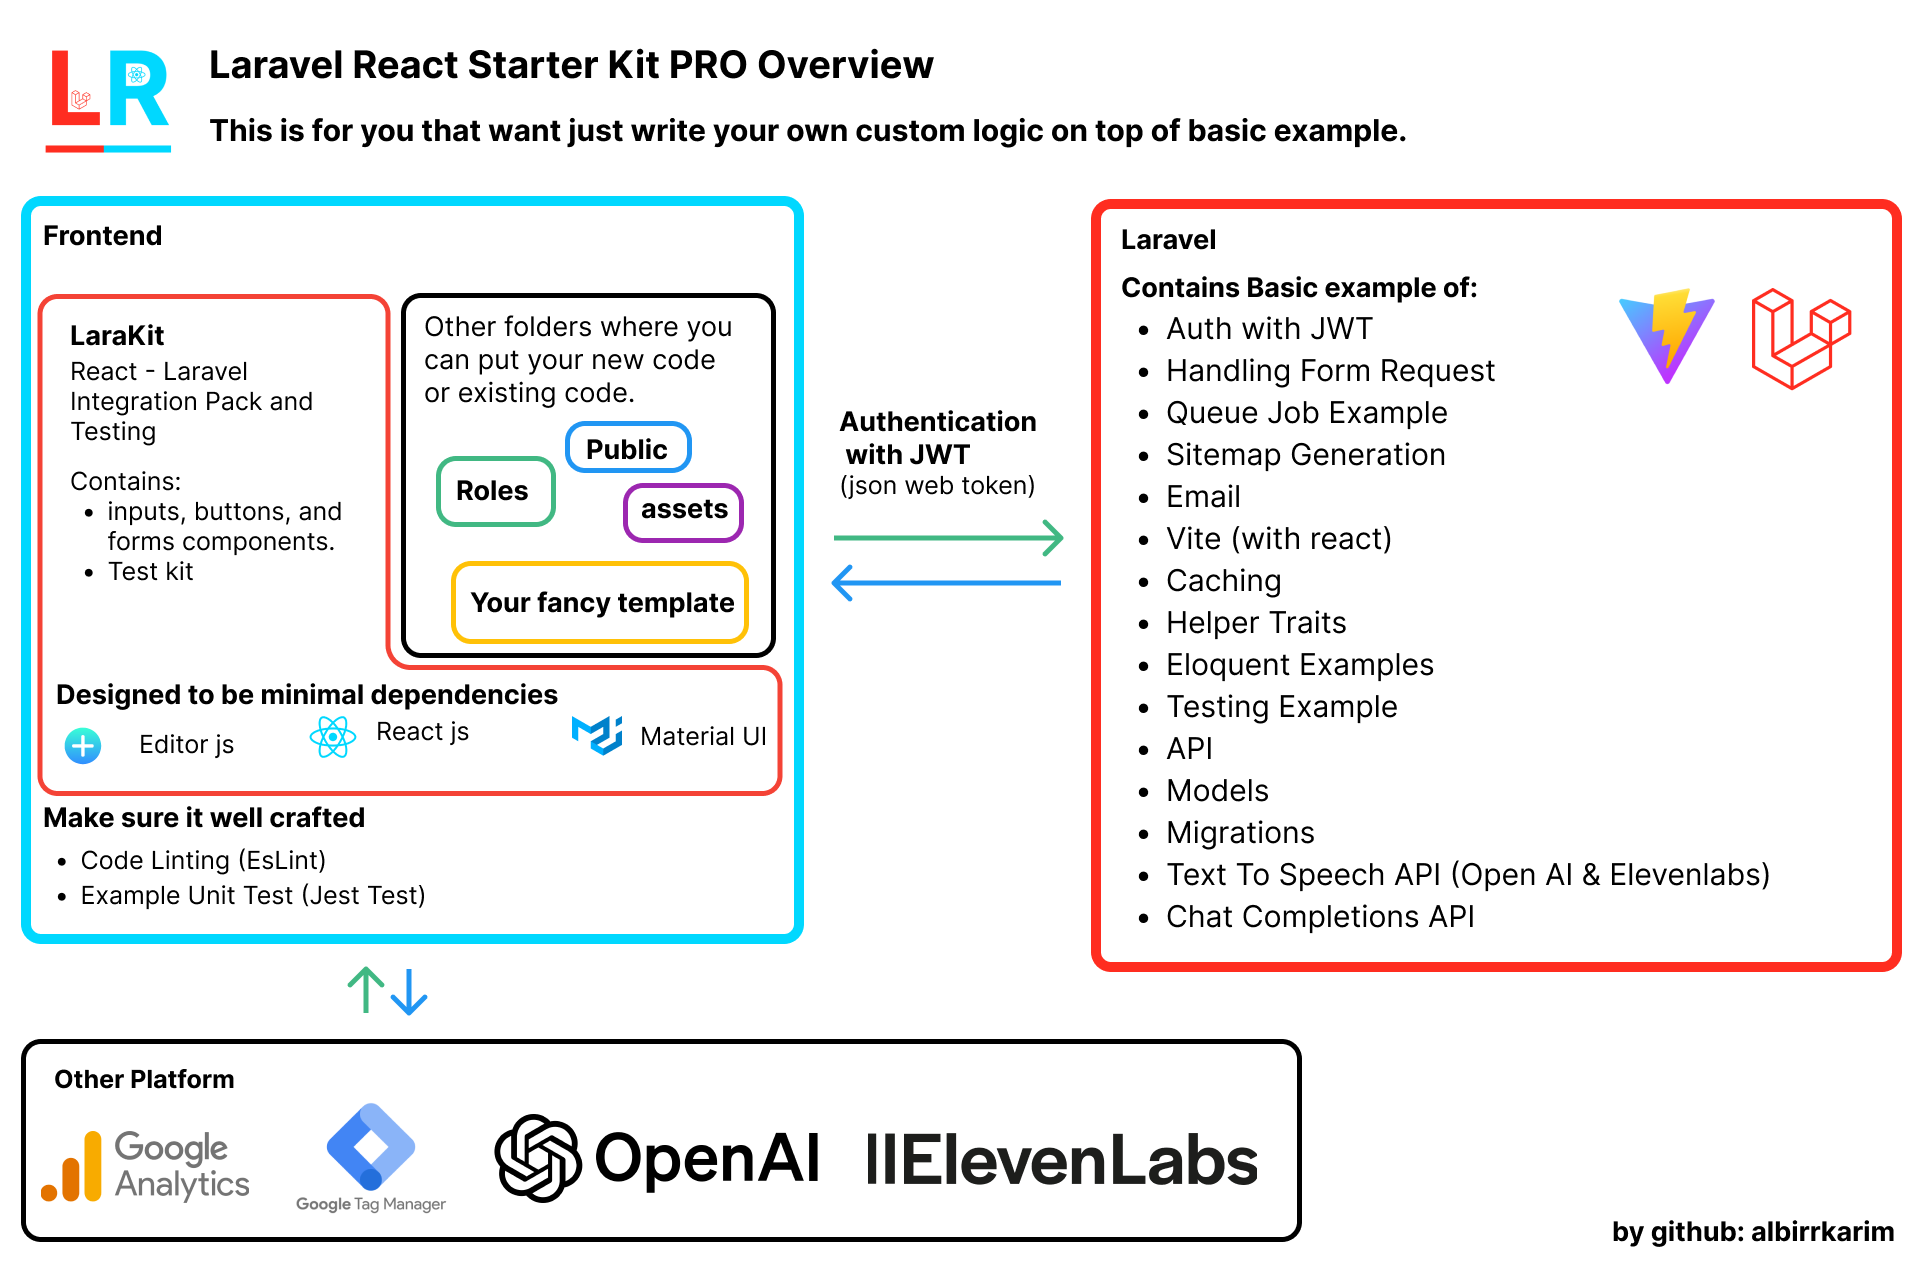 LR
Laravel React Starter Kit PRO Overview
This is for you that want just write your own custom logic on top of basic example.
Frontend
LaraKit
React - Laravel
Integration Pack and
Testing
Contains:
• inputs, buttons, and
forms components.
• Test kit
Other folders where you
can put your new code
or existing code.
Public
Roles
assets
Your fancy template
Designed to be minimal dependencies
Editor js
React js
Material UI
Make sure it well crafted
• Code Linting (EsLint)
• Example Unit Test (Jest Test)
Authentication
with JWT
(json web token)
Laravel
Contains Basic example of:
• Auth with JWT
• Handling Form Request
• Queue Job Example
• Sitemap Generation
• Email
• Vite (with react)
• Caching
• Helper Traits
• Eloquent Examples
• Testing Example
• API
• Models
• Migrations
• Text To Speech API (Open AI & Elevenlabs)
• Chat Completions API
Other Platform
Google
Analytics
Google Tag Manager
OpenAI
IIElevenLabs
by github: albirrkarim